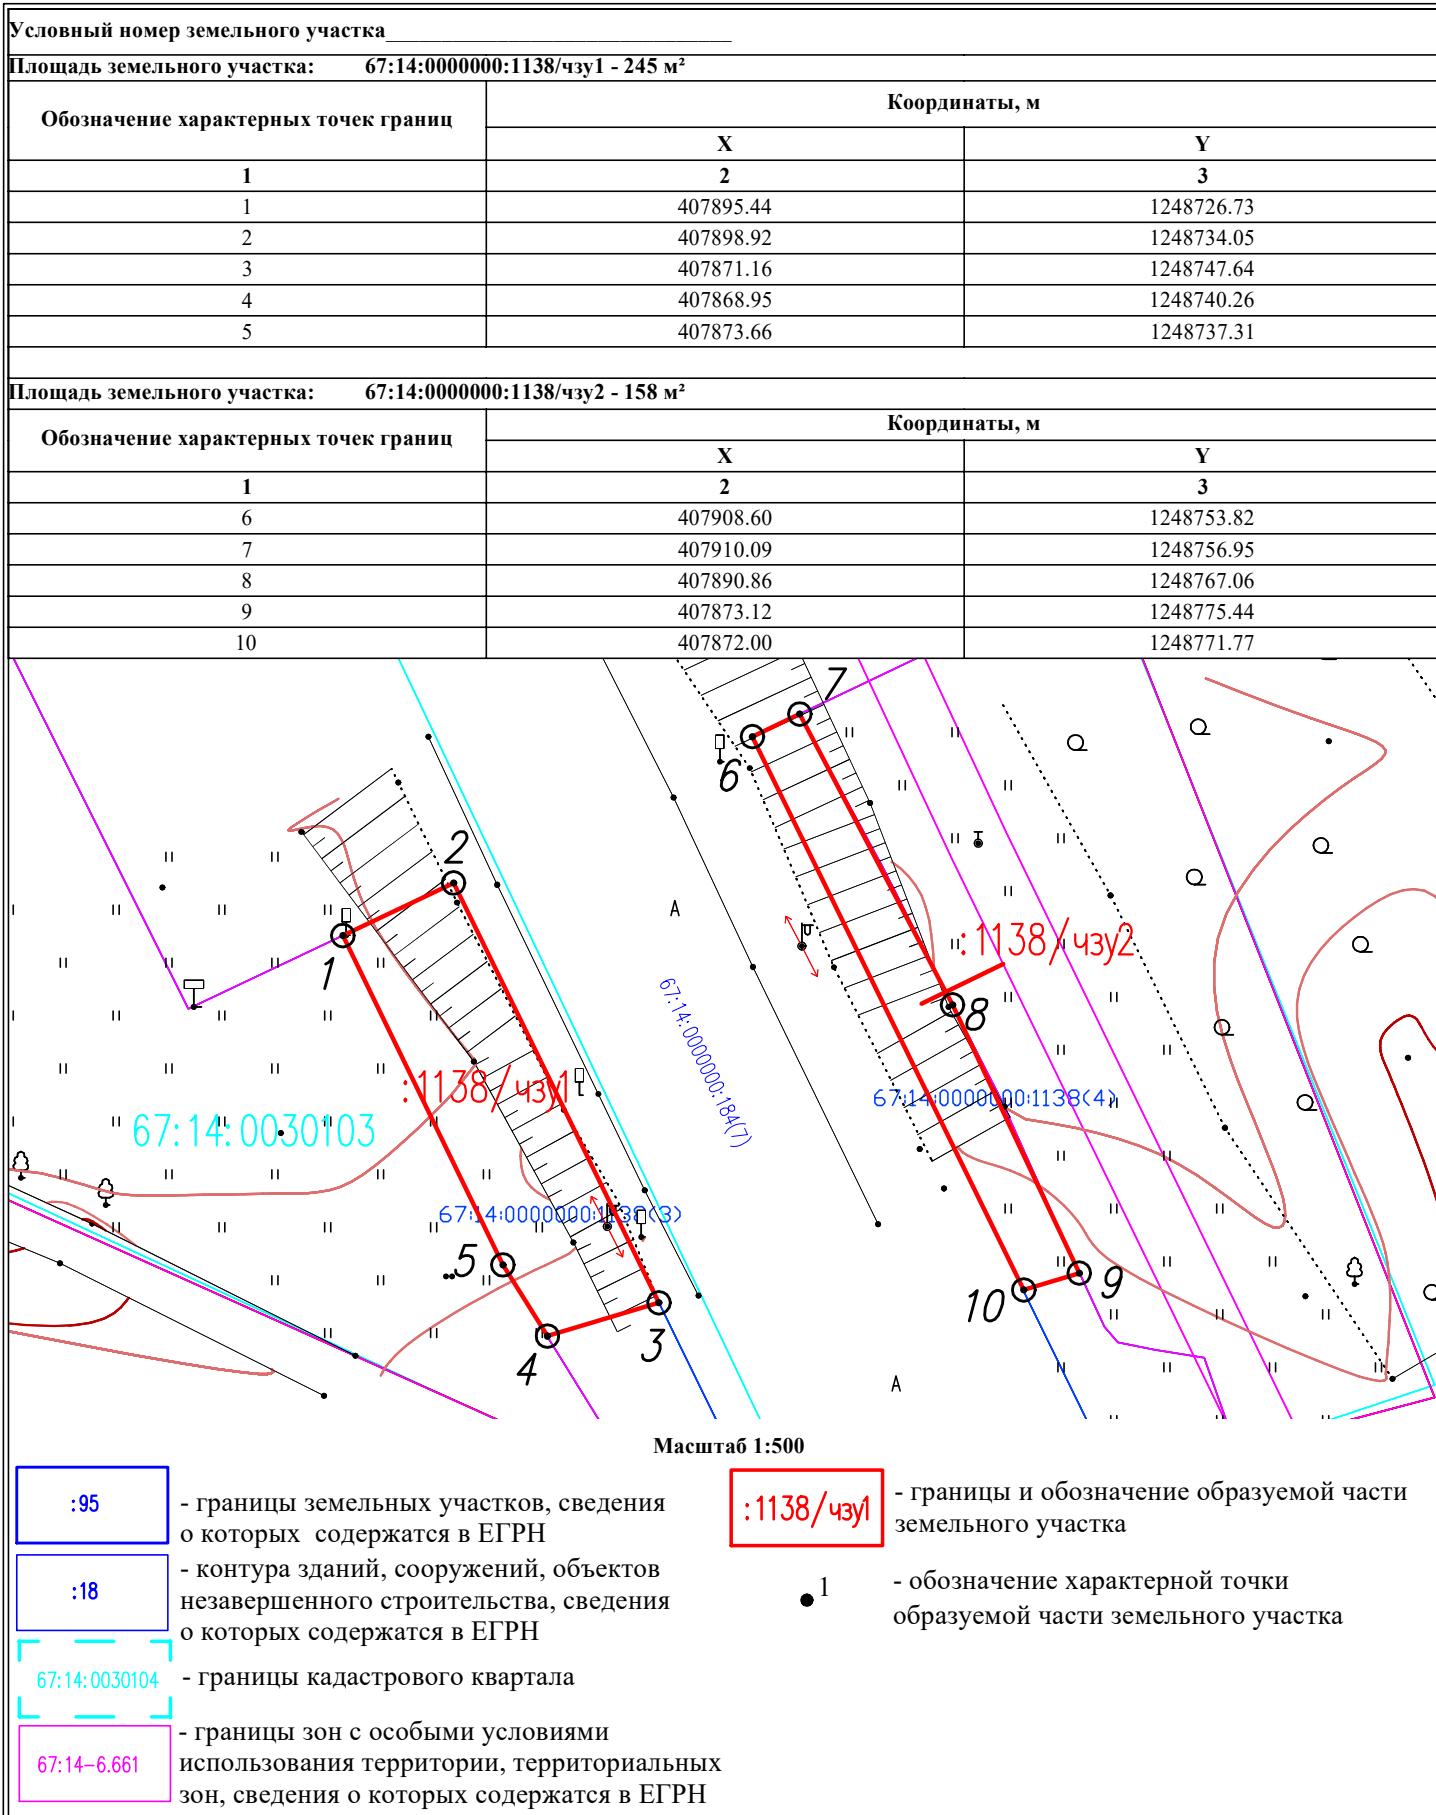 Условный номер земельного участка______________________________
Площадь земельного участка: 67:14:0000000:1138/чзу1 - 245 м²
Обозначение характерных точек границ Координаты, м
X Y
1 2 3
1 407895.44 1248726.73
2 407898.92 1248734.05
3 407871.16 1248747.64
4 407868.95 1248740.26
5 407873.66 1248737.31
Площадь земельного участка: 67:14:0000000:1138/чзу2 - 158 м²
Обозначение характерных точек границ Координаты, м
X Y
1 2 3
6 407908.60 1248753.82
7 407910.09 1248756.95
8 407890.86 1248767.06
9 407873.12 1248775.44
10 407872.00 1248771.77
7
6
2
А
:1138/чзу2
1
8
67:14:0000000:184(7)
:1138/чзу1
67:14:0000000:1138(4)
67:14:0030103
67:14:0000000:1138(3)
5
9
10
3
4
А
Масштаб 1:500
:95
- границы земельных участков, сведения
о которых содержатся в ЕГРН
:18
- контура зданий, сооружений, объектов
незавершенного строительства, сведения
о которых содержатся в ЕГРН
67:14:0030104
- границы кадастрового квартала
67:14-6.661
- границы зон с особыми условиями
использования территории, территориальных
зон, сведения о которых содержатся в ЕГРН
:1138/чзу1
- границы и обозначение образуемой части
земельного участка
1
- обозначение характерной точки
образуемой части земельного участка